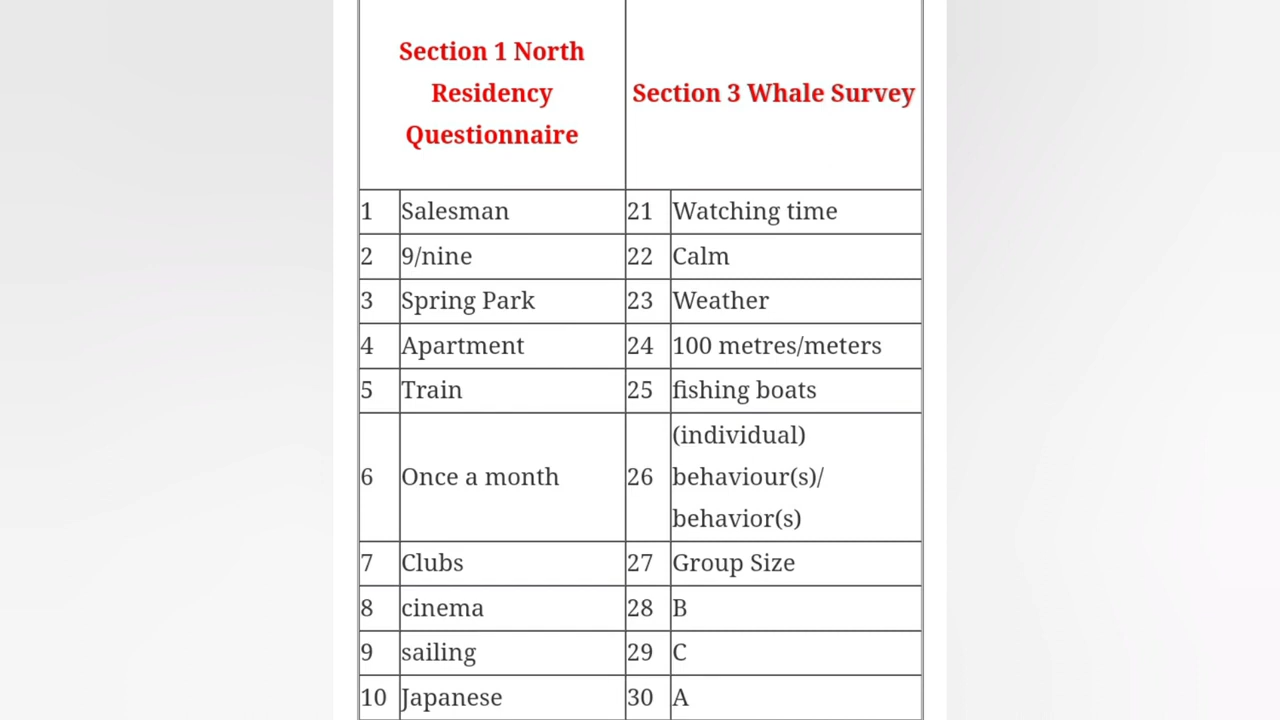 Section 1 North
Residency
Questionnaire
Section 3 Whale Survey
1 Salesman 21 Watching time
2 9/nine 22 Calm
3 Spring Park 23 Weather
4 Apartment 24 100 metres/meters
5 Train 25 fishing boats
6 Once a month 26 (individual)
behaviour(s)/
behavior(s)
7 Clubs 27 Group Size
8 cinema 28 B
9 sailing 29 C
10 Japanese 30 A